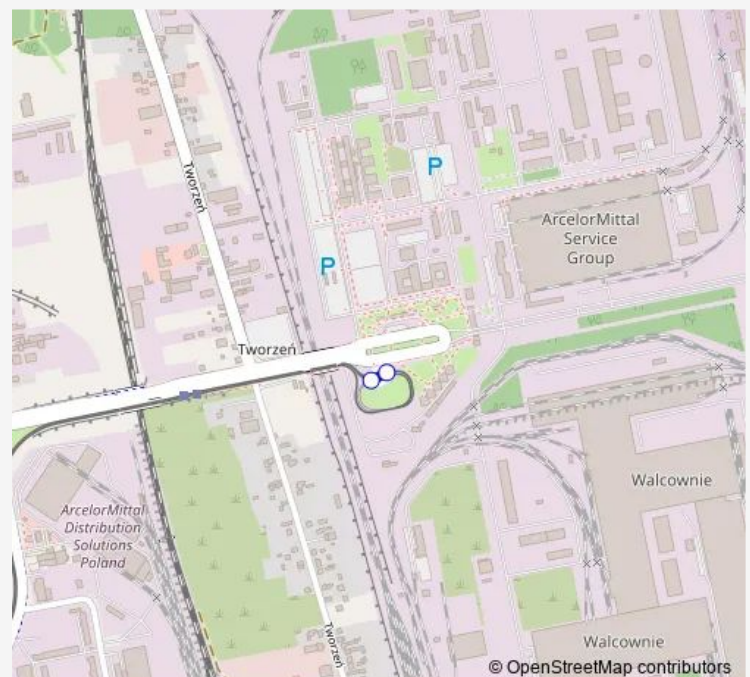 Tworzeń
P
ArcelorMittal
Service
Group
P
Tworzeń
Walcownie
ArcelorMittal
Distribution
Solutions
Poland
Tworzeń
Walcownie
© OpenStreetMap contributors